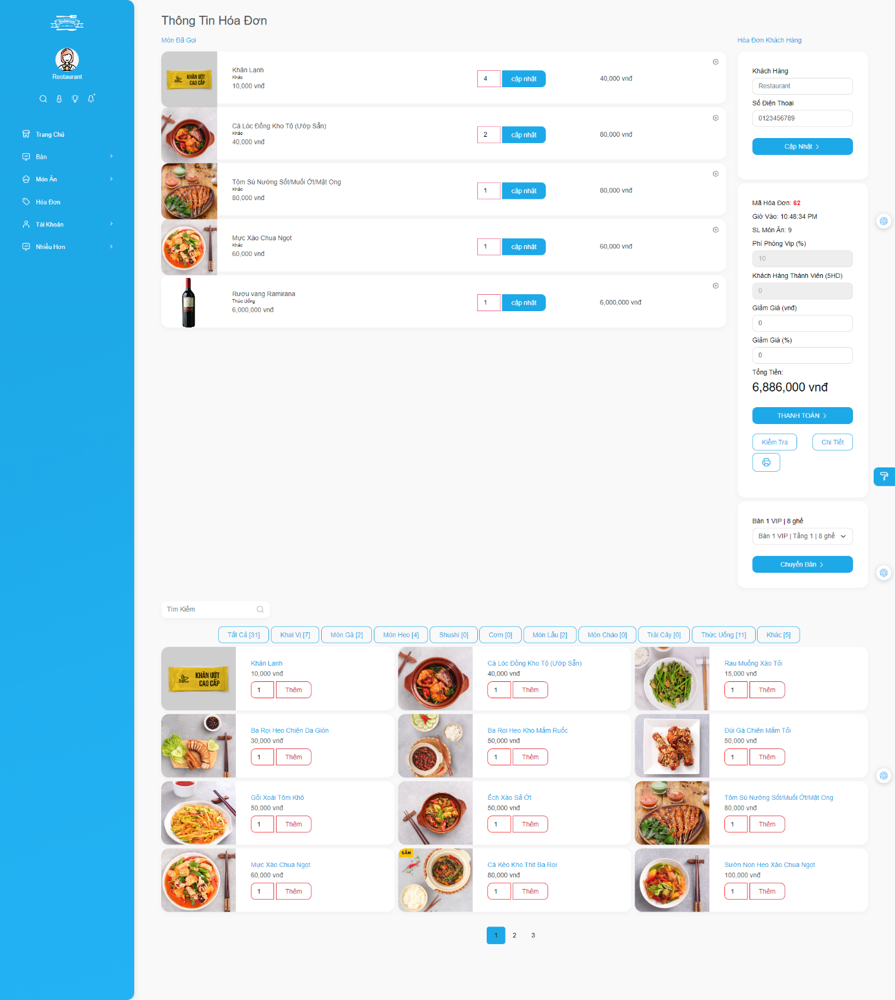 Restaurant
Trang Chủ
Bàn
Món Ăn
Hóa Đơn
Tài Khoản
Nhiều Hơn
Thông Tin Hóa Đơn
Món Đã Gọi
KHĂN ƯỚT
CAO CẤP
Khăn Lạnh
Khác
10,000 vnđ
4
cập nhật
40,000 vnđ
Cá Lóc Đồng Kho Tộ (Ướp Sẵn)
Khác
40,000 vnđ
2
cập nhật
80,000 vnđ
Tôm Sú Nướng Sốt/Muối Ớt/Mật Ong
Khác
80,000 vnđ
1
cập nhật
80,000 vnđ
Mực Xào Chua Ngọt
Khác
60,000 vnđ
1
cập nhật
60,000 vnđ
Rượu vang Ramirana
Thức Uống
6,000,000 vnđ
1
cập nhật
6,000,000 vnđ
Hóa Đơn Khách Hàng
Khách Hàng
Restaurant
Số Điện Thoại
0123456789
Cập Nhật
Mã Hóa Đơn: 62
Giờ Vào: 10:48:34 PM
SL Món Ăn: 9
Phí Phòng Vip (%)
10
Khách Hàng Thành Viên (5HD)
0
Giảm Giá (vnđ)
0
Giảm Giá (%)
0
Tổng Tiền:
6,886,000 vnđ
THANH TOÁN
Kiểm Tra
Chi Tiết
Bàn 1 VIP | 8 ghế
Bàn 1 VIP | Tầng 1 | 8 ghế
Chuyển Bàn
Tìm Kiếm
Tất Cả [31]
Khai Vị [7]
Món Gà [2]
Món Heo [4]
Shushi [0]
Cơm [0]
Món Lẩu [2]
Món Cháo [0]
Trái Cây [0]
Thức Uống [11]
Khác [5]
KHĂN ƯỚT
CAO CẤP
Khăn Lạnh
10,000 vnđ
1
Thêm
Cá Lóc Đồng Kho Tộ (Ướp Sẵn)
40,000 vnđ
1
Thêm
Rau Muống Xào Tỏi
15,000 vnđ
1
Thêm
Ba Rọi Heo Chiên Da Giòn
30,000 vnđ
1
Thêm
Ba Rọi Heo Kho Mắm Ruốc
50,000 vnđ
1
Thêm
Đùi Gà Chiên Mắm Tỏi
50,000 vnđ
1
Thêm
Gỏi Xoài Tôm Khô
50,000 vnđ
1
Thêm
Ếch Xào Sả Ớt
50,000 vnđ
1
Thêm
Tôm Sú Nướng Sốt/Muối Ớt/Mật Ong
80,000 vnđ
1
Thêm
Mực Xào Chua Ngọt
60,000 vnđ
1
Thêm
SẴN
Cá Kèo Kho Thịt Ba Rọi
80,000 vnđ
1
Thêm
Sườn Non Heo Xào Chua Ngọt
100,000 vnđ
1
Thêm
1
2
3